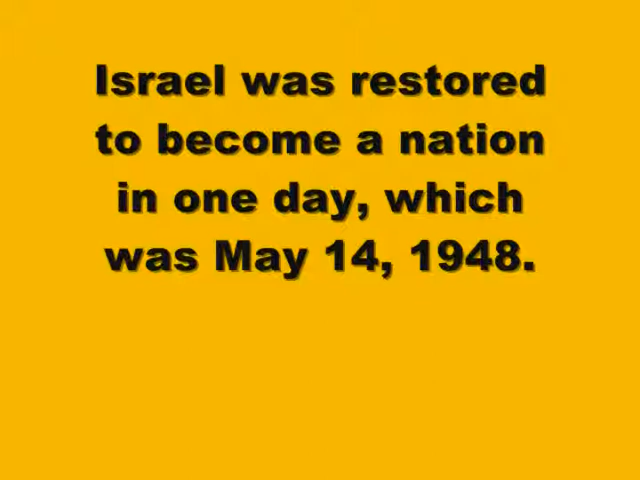 Israel was restored
to become a nation
in one day, which
was May 14, 1948.